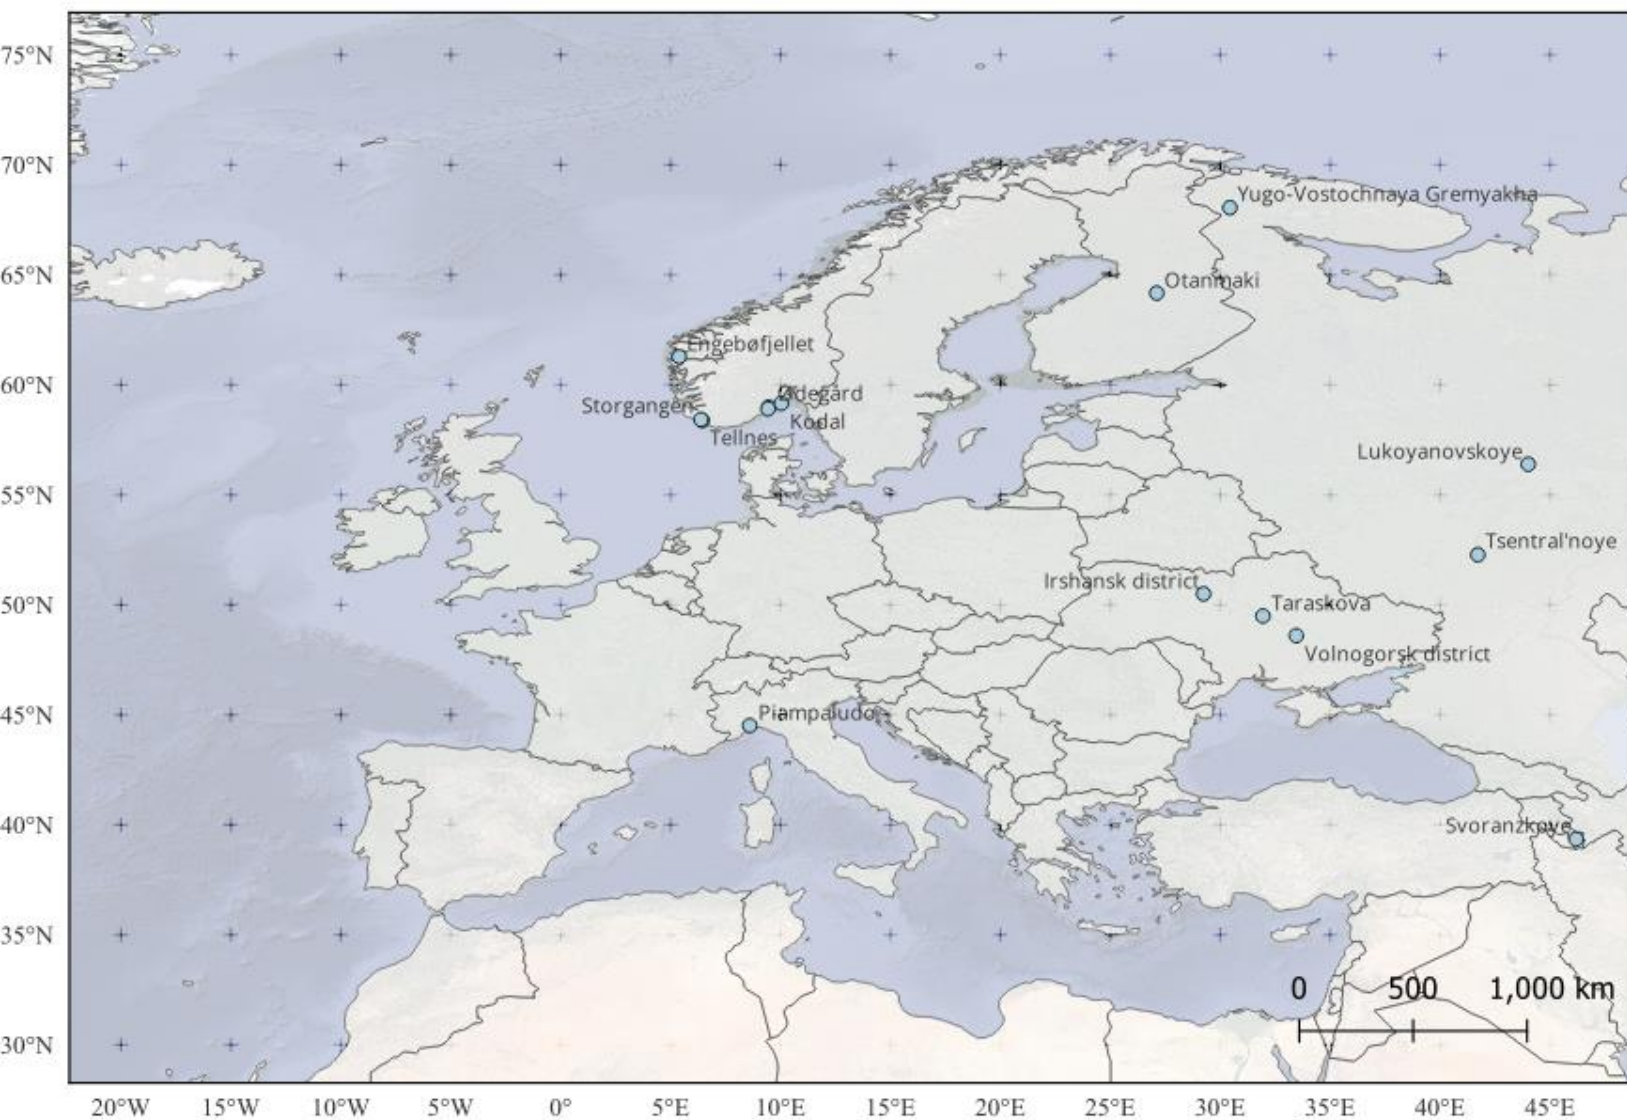 75°N
70°N
Yugo-Vostochnaya Gremyakha
65°N
Otanmaki
Engebøfjellet
60°N
Ødegård
Storgangen
Kodal
Tellnes
Lukoyanovskoye
55°N
Tsentral'noye
Irshansk district
50°N
Taraskova
Volnogorsk district
45°N
Piampaludo
40°N
Svoranzkove
35°N
0 500 1,000 km
30°N
20°W 15°W 10°W 5°W 0° 5°E 10°E 15°E 20°E 25°E 30°E 35°E 40°E 45°E